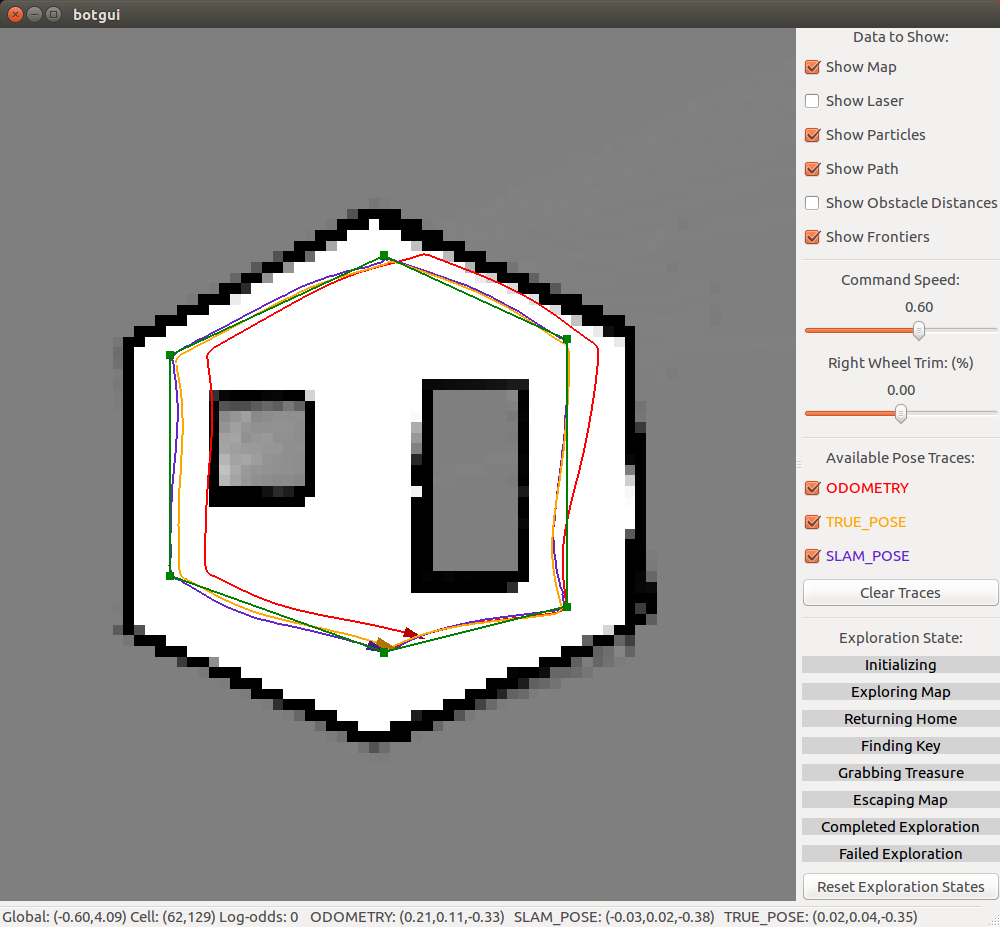 botgui
Data to Show:
Show Map
Show Laser
Show Particles
Show Path
Show Obstacle Distances
Show Frontiers
Command Speed:
0.60
Right Wheel Trim: (%)
0.00
Available Pose Traces:
ODOMETRY
TRUE_POSE
SLAM_POSE
Clear Traces
Exploration State:
Initializing
Exploring Map
Returning Home
Finding Key
Grabbing Treasure
Escaping Map
Completed Exploration
Failed Exploration
Reset Exploration States
Global: (-0.60,4.09) Cell: (62,129) Log-odds: 0 ODOMETRY: (0.21,0.11,-0.33) SLAM_POSE: (-0.03,0.02,-0.38) TRUE_POSE: (0.02,0.04,-0.35)